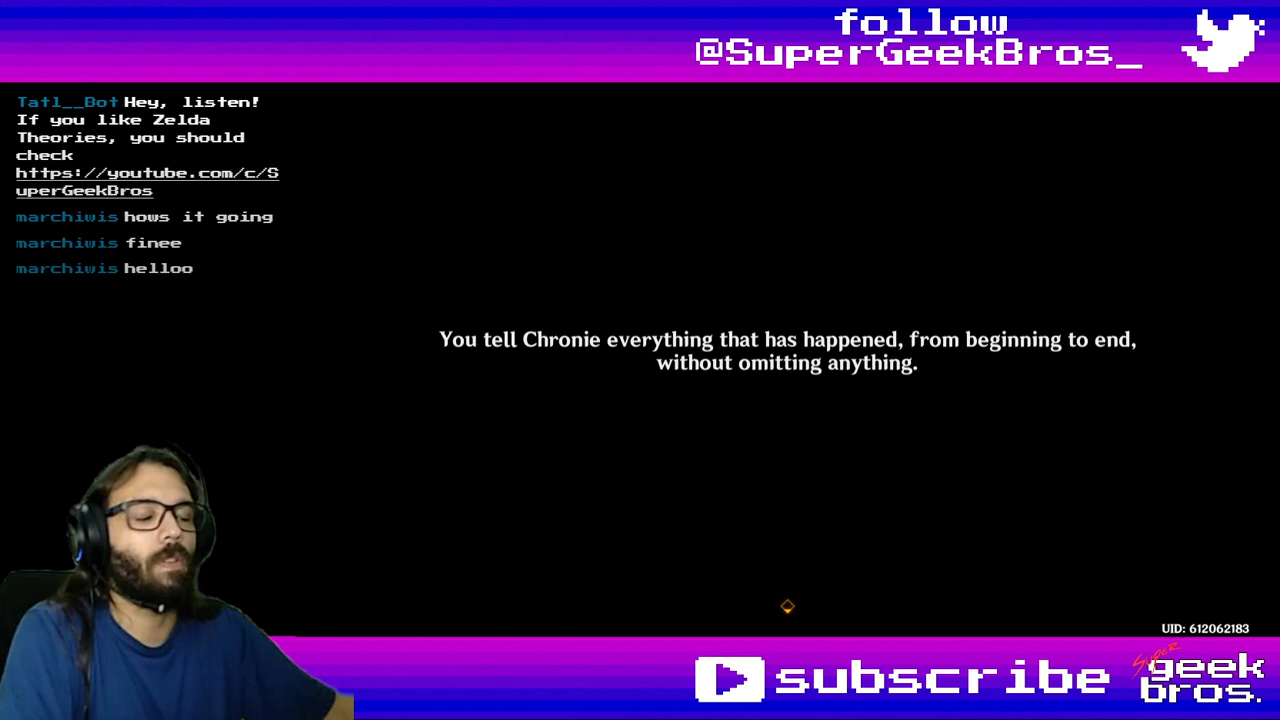 follow
@SuperGeekBros_
Tatl__Bot Hey, listen!
If you like Zelda
Theories, you should
check
https://youtube.com/c/S
uperGeekBros
marchiwis hows it going
marchiwis finee
marchiwis helloo
You tell Chronie everything that has happened, from beginning to end,
without omitting anything.
UID: 612062183
subscribe
SUPER
geek
bros.